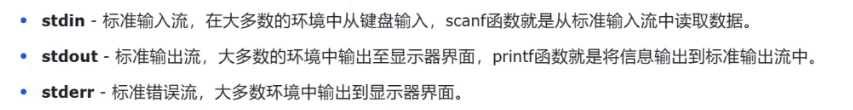 • stdin - 标准输入流，在大多数的环境中从键盘输入，scanf函数就是从标准输入流中读取数据。
• stdout - 标准输出流，大多数的环境中输出至显示器界面，printf函数就是将信息输出到标准输出流中。
• stderr - 标准错误流，大多数环境中输出到显示器界面。